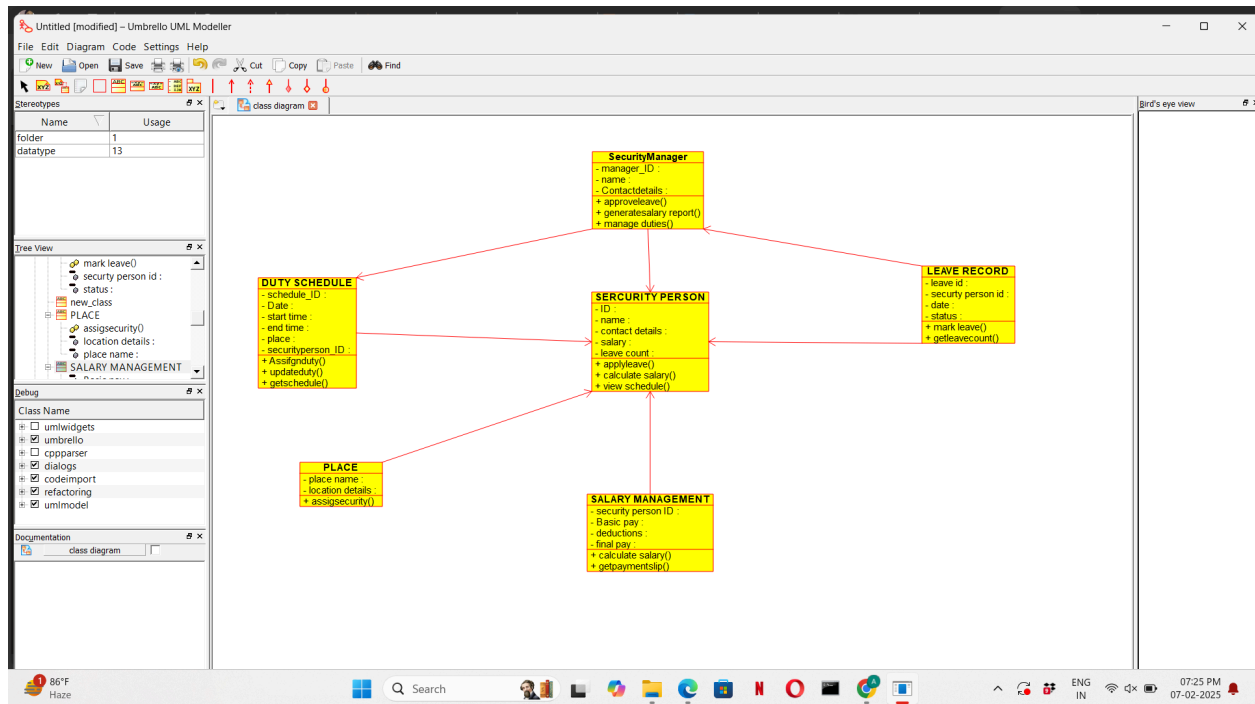 Untitled [modified] – Umbrello UML Modeller
File Edit Diagram Code Settings Help
New Open Save Cut Copy Paste Find
Stereotypes
Name Usage
folder 1
datatype 13
Tree View
mark leave()
securty person id :
status :
new_class
PLACE
assigsecurity()
location details :
place name :
SALARY MANAGEMENT
Debug
Class Name
umlwidgets
umbrello
cppparser
dialogs
codeimport
refactoring
umlmodel
Documentation
class diagram
class diagram
SecurityManager
- manager_ID :
- name :
- Contactdetails :
+ approveleave()
+ generatesalary report()
+ manage duties()
DUTY SCHEDULE
- schedule_ID :
- Date :
- start time :
- end time :
- place :
- securityperson_ID :
+ Assifgnduty()
+ updateduty()
+ getschedule()
SERCURITY PERSON
- ID :
- name :
- contact details :
- salary :
- leave count :
+ applyleave()
+ calculate salary()
+ view schedule()
LEAVE RECORD
- leave id :
- securty person id :
- date :
- status :
+ mark leave()
+ getleavecount()
PLACE
- place name :
- location details :
+ assigsecurity()
SALARY MANAGEMENT
- security person ID :
- Basic pay :
- deductions :
- final pay :
+ calculate salary()
+ getpaymentslip()
Bird's eye view
1
86°F
Haze
Search
ENG
IN
07:25 PM
07-02-2025